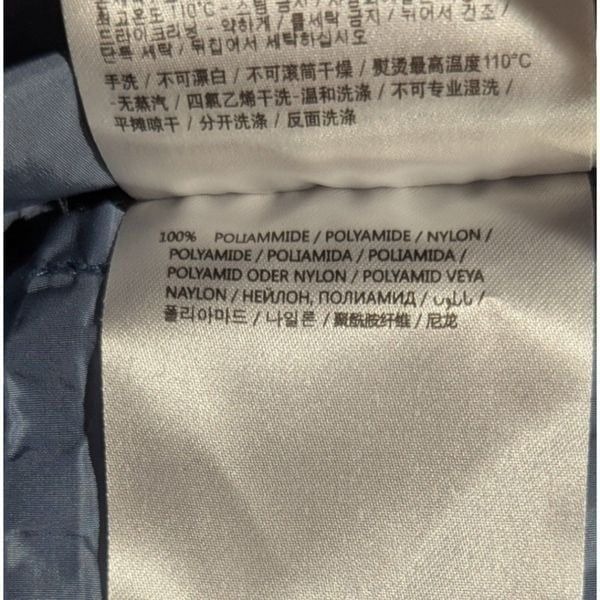 최고온도 110°C - 스팀 금지 /
드라이크리닝 - 약하게 / 물세탁 금지 / 뉘어서 건조 /
단독 세탁 / 뒤집어서 세탁하십시오
手洗 / 不可漂白 / 不可滚筒干燥 / 熨烫最高温度110°C
-无蒸汽 / 四氯乙烯干洗-温和洗涤 / 不可专业湿洗 /
平摊晾干 / 分开洗涤 / 反面洗涤
100% POLIAMMIDE / POLYAMIDE / NYLON /
POLYAMIDE / POLIAMIDA / POLIAMIDA /
POLYAMID ODER NYLON / POLYAMID VEYA
NAYLON / НЕЙЛОН, ПОЛИАМИД / نايلون /
폴리아마드 / 나일론 / 聚酰胺纤维 / 尼龙